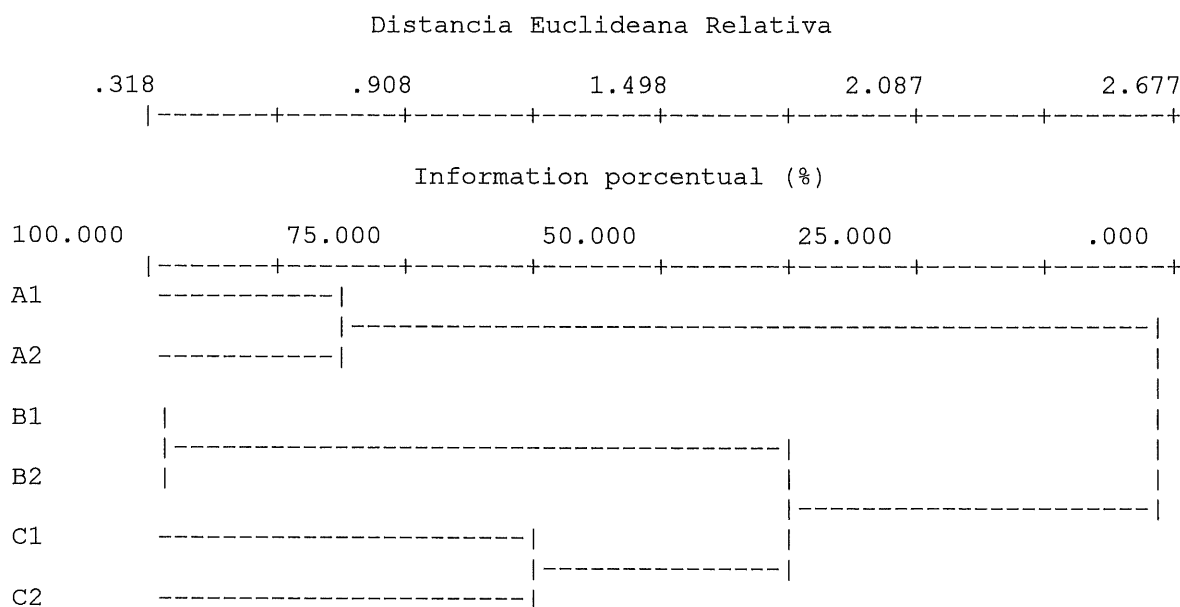 Distancia Euclideana Relativa
.318 .908 1.498 2.087 2.677
Information porcentual (%)
100.000 75.000 50.000 25.000 .000
A1
A2
B1
B2
C1
C2